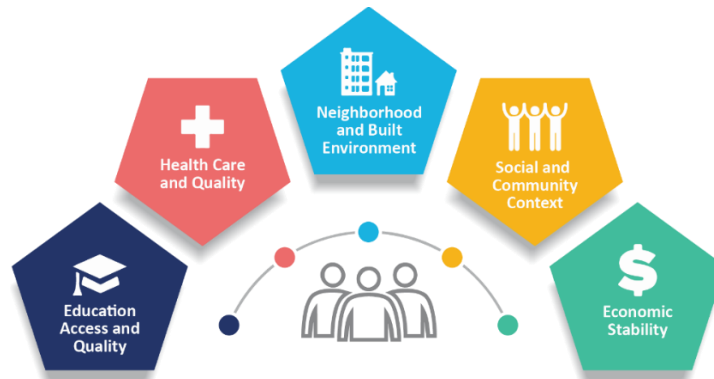 Neighborhood
and Built
Environment
Health Care
and Quality
Social and
Community
Context
Education
Access and
Quality
$
Economic
Stability